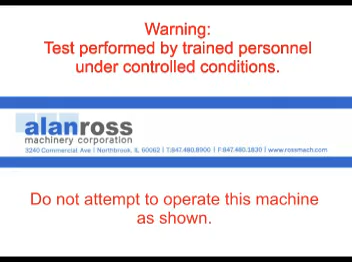 Warning:
Test performed by trained personnel
under controlled conditions.
alanross
machinery corporation
3240 Commercial Ave | Northbrook, IL 60062 | T:847.480.8900 | F:847.480.1830 | www.rossmach.com
Do not attempt to operate this machine
as shown.